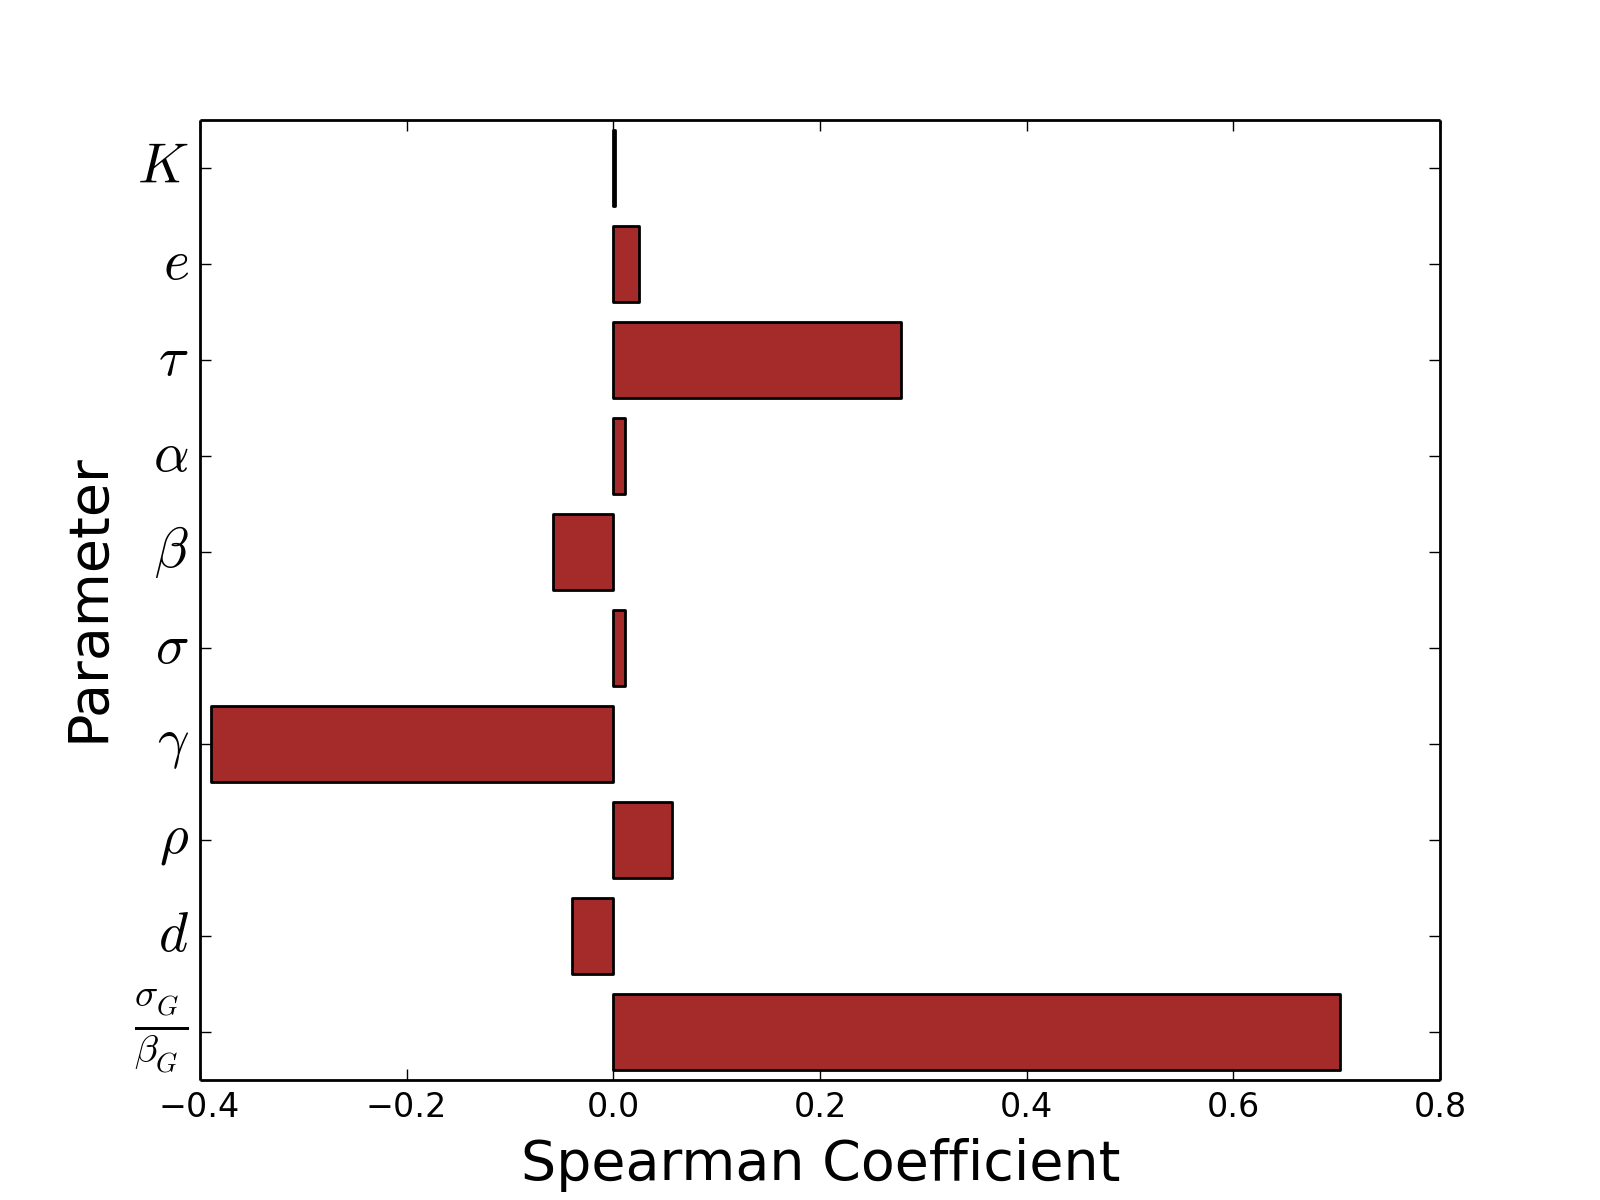 K
e
τ
α
β
σ
γ
ρ
d
σ_G
β_G
Parameter
−0.4 −0.2 0.0 0.2 0.4 0.6 0.8
Spearman Coefficient